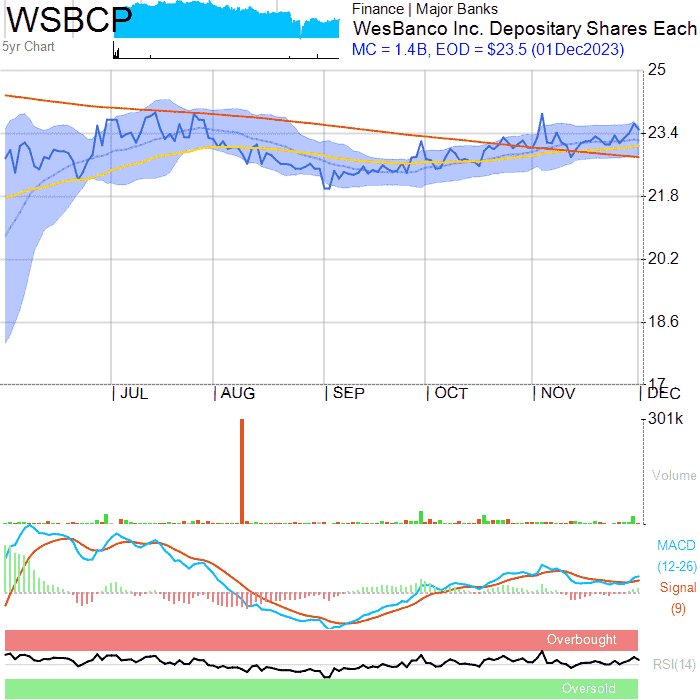 WSBCP
Finance | Major Banks
WesBanco Inc. Depositary Shares Each
5yr Chart
MC = 1.4B, EOD = $23.5 (01Dec2023)
25
23.4
21.8
20.2
18.6
17
JUL
AUG
SEP
OCT
NOV
DEC
301k
Volume
MACD
(12-26)
Signal
(9)
Overbought
RSI(14)
Oversold